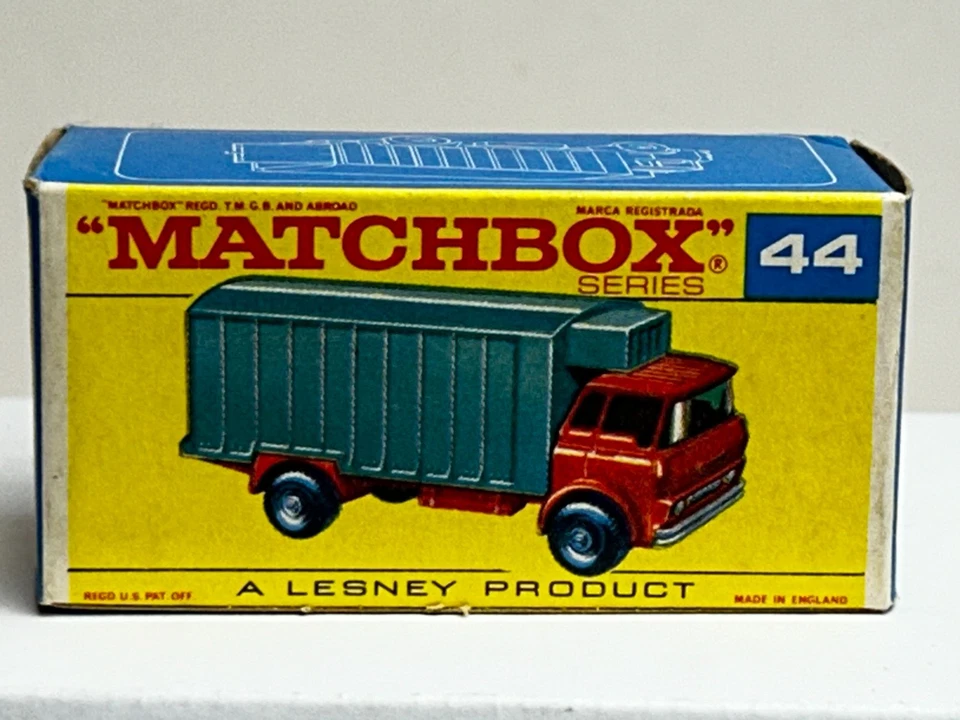 "MATCHBOX" REGD. T.M. G.B. AND ABROAD
MARCA REGISTRADA
"MATCHBOX"®
SERIES
44
A LESNEY PRODUCT
REGD U.S. PAT. OFF.
MADE IN ENGLAND